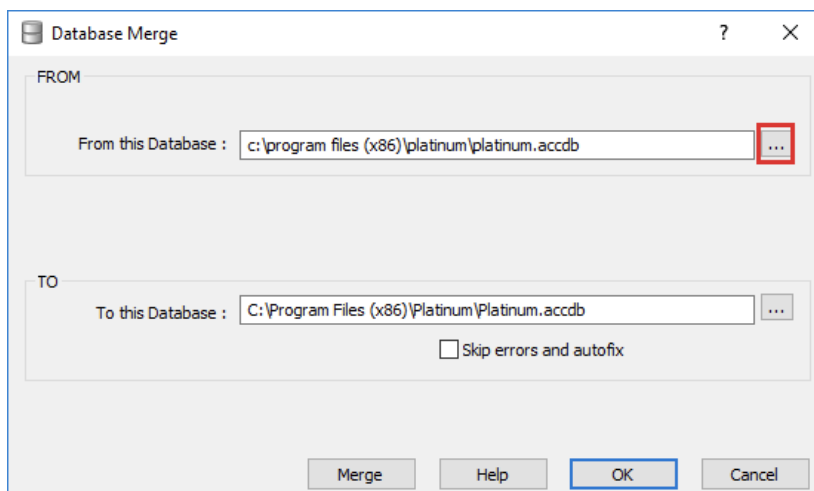 Database Merge ?
FROM
From this Database : c:\program files (x86)\platinum\platinum.accdb ...
TO
To this Database : C:\Program Files (x86)\Platinum\Platinum.accdb ...
Skip errors and autofix
Merge Help OK Cancel